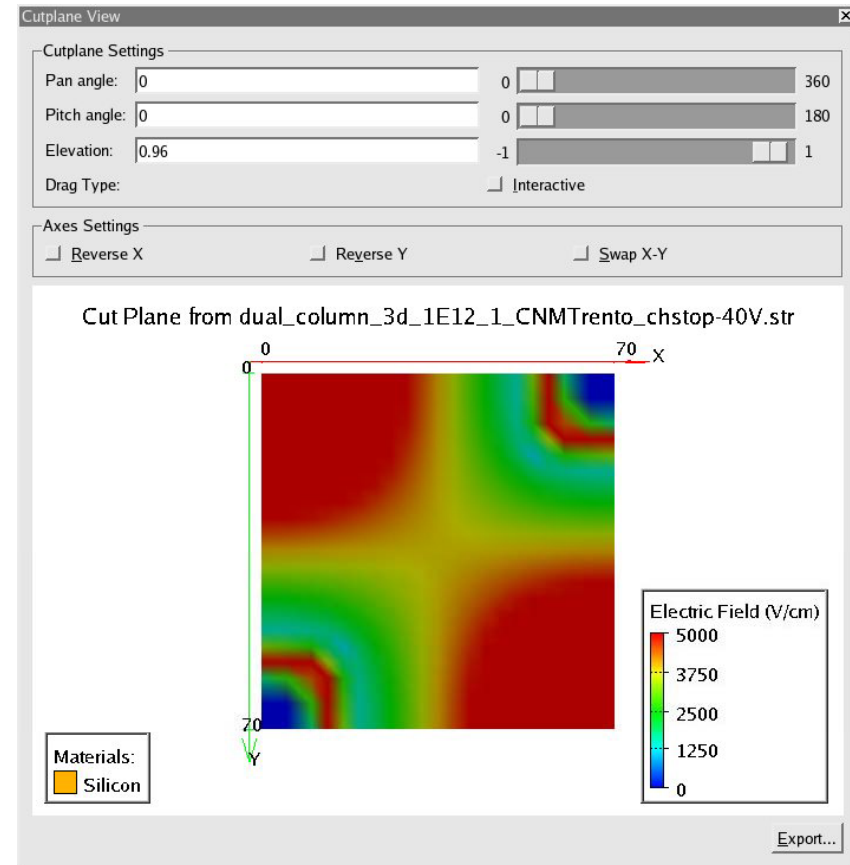 Cutplane View
Cutplane Settings
Pan angle: 0 0 360
Pitch angle: 0 0 180
Elevation: 0.96 -1 1
Drag Type: Interactive
Axes Settings
Reverse X Reverse Y Swap X-Y
Cut Plane from dual_column_3d_1E12_1_CNMTrento_chstop-40V.str
0 70 X
0
70
Y
Electric Field (V/cm)
5000
3750
2500
1250
0
Materials:
Silicon
Export...